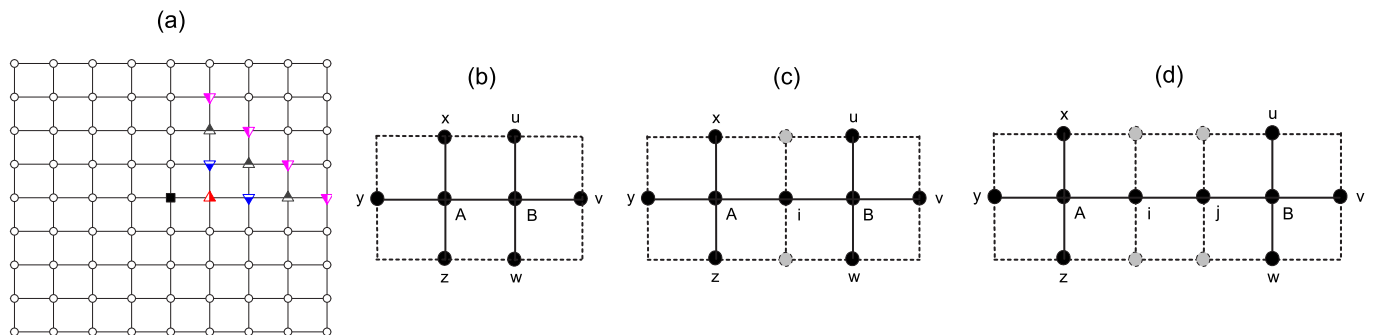 (a)
(b)
(c)
(d)
x u
y A B v
z w
x u
y A i B v
z w
x u
y A i j B v
z w